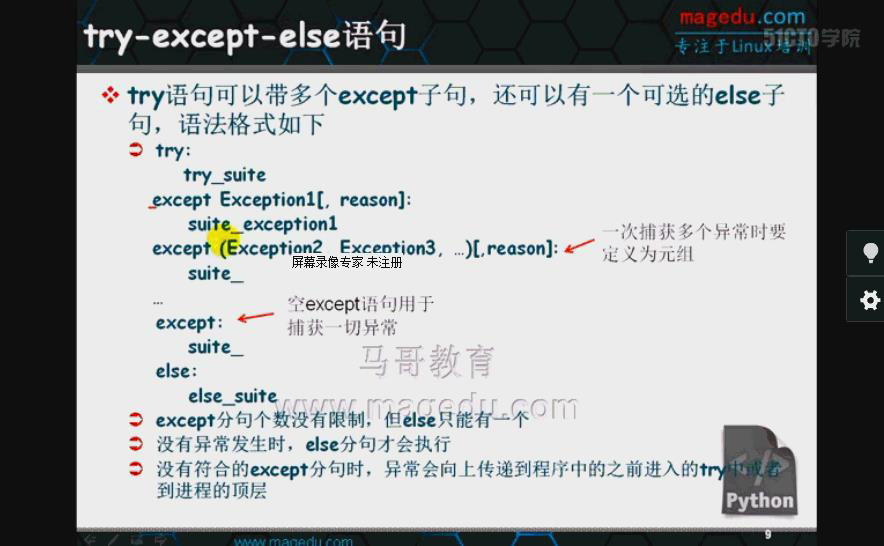 magedu.com
try-except-else语句
专注于Linux培训
51CTO学院
try语句可以带多个except子句，还可以有一个可选的else子
句，语法格式如下
try:
try_suite
except Exception1[, reason]:
suite_exception1
except (Exception2, Exception3, …)[,reason]:
一次捕获多个异常时要
定义为元组
屏幕录像专家 未注册
suite_
…
空except语句用于
捕获一切异常
except:
suite_
马哥教育
else:
else_suite
www.magedu.com
except分句个数没有限制，但else只能有一个
没有异常发生时，else分句才会执行
没有符合的except分句时，异常会向上传递到程序中的之前进入的try中或者
到进程的顶层
Python
www.magedu.com
9